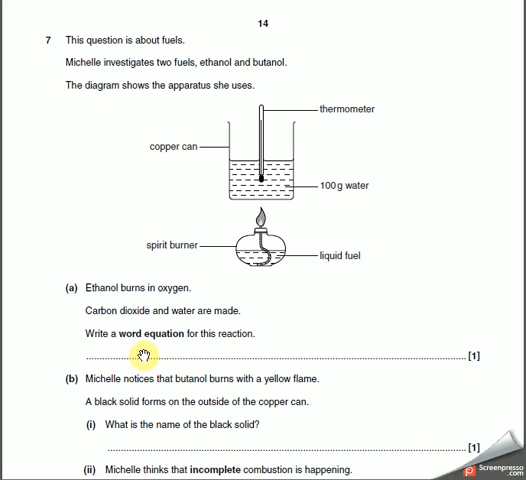 14
7 This question is about fuels.
Michelle investigates two fuels, ethanol and butanol.
The diagram shows the apparatus she uses.
thermometer
copper can
100 g water
spirit burner
liquid fuel
(a) Ethanol burns in oxygen.
Carbon dioxide and water are made.
Write a word equation for this reaction.
[1]
(b) Michelle notices that butanol burns with a yellow flame.
A black solid forms on the outside of the copper can.
(i) What is the name of the black solid?
[1]
(ii) Michelle thinks that incomplete combustion is happening.
Screenpresso
.com